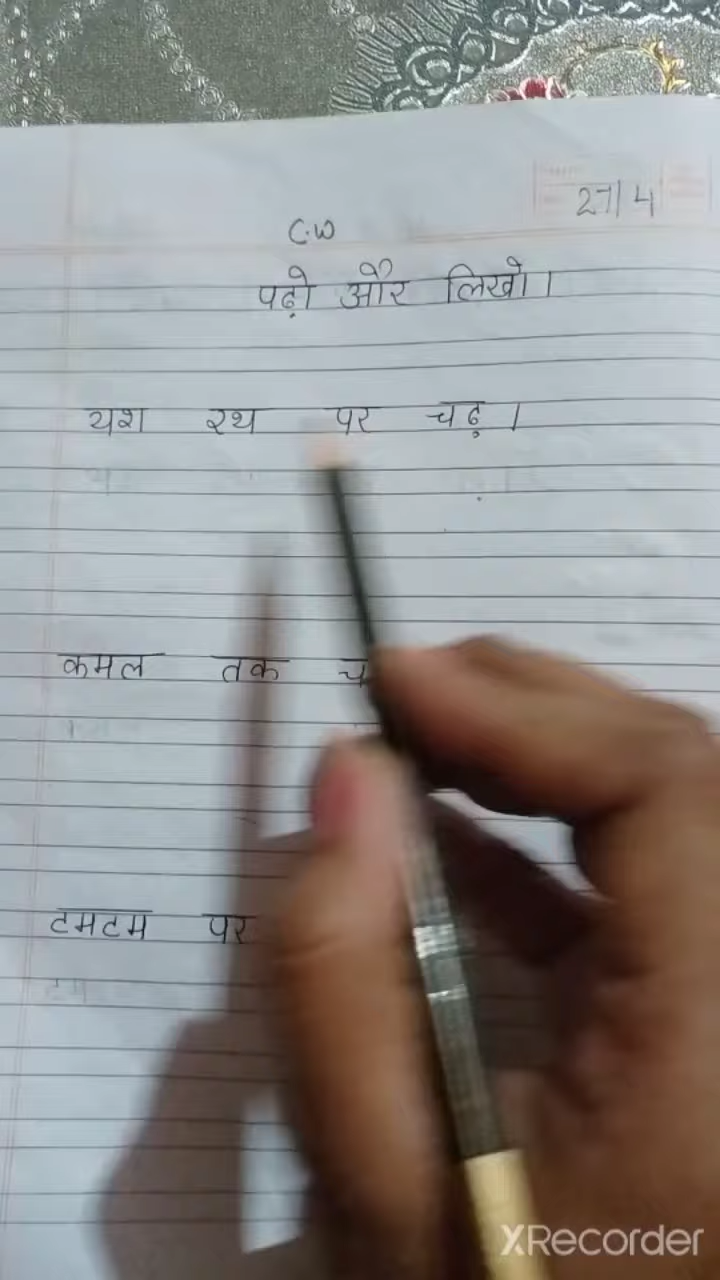 27/4
C.W
पढ़ो और लिखो।
यश रथ पर चढ़।
कमल तक
टमटम पर
XRecorder